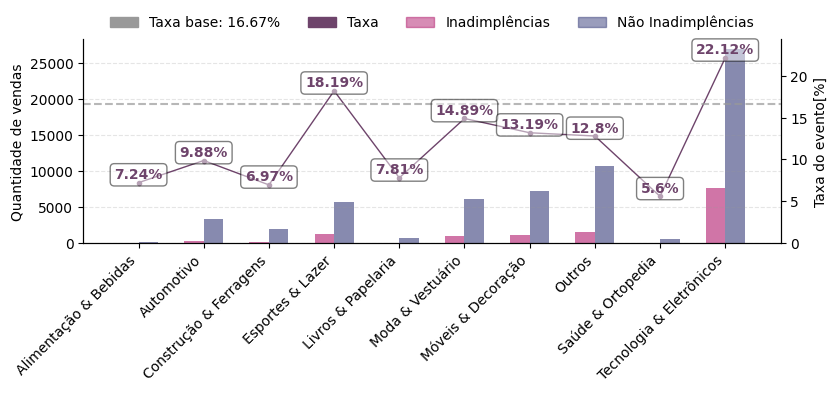 Taxa base: 16.67% Taxa Inadimplências Não Inadimplências
Quantidade de vendas
25000
20000
15000
10000
5000
0
7.24%
9.88%
6.97%
18.19%
7.81%
14.89%
13.19%
12.8%
5.6%
22.12%
20
15
10
5
0
Taxa do evento[%]
Alimentação & Bebidas
Automotivo
Construção & Ferragens
Esportes & Lazer
Livros & Papelaria
Moda & Vestuário
Móveis & Decoração
Outros
Saúde & Ortopedia
Tecnologia & Eletrônicos